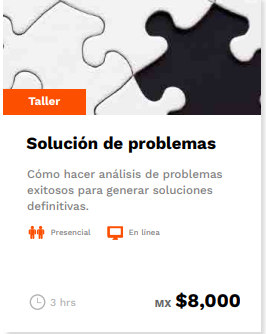 Taller
Solución de problemas
Cómo hacer análisis de problemas
exitosos para generar soluciones
definitivas.
Presencial En línea
3 hrs MX $8,000